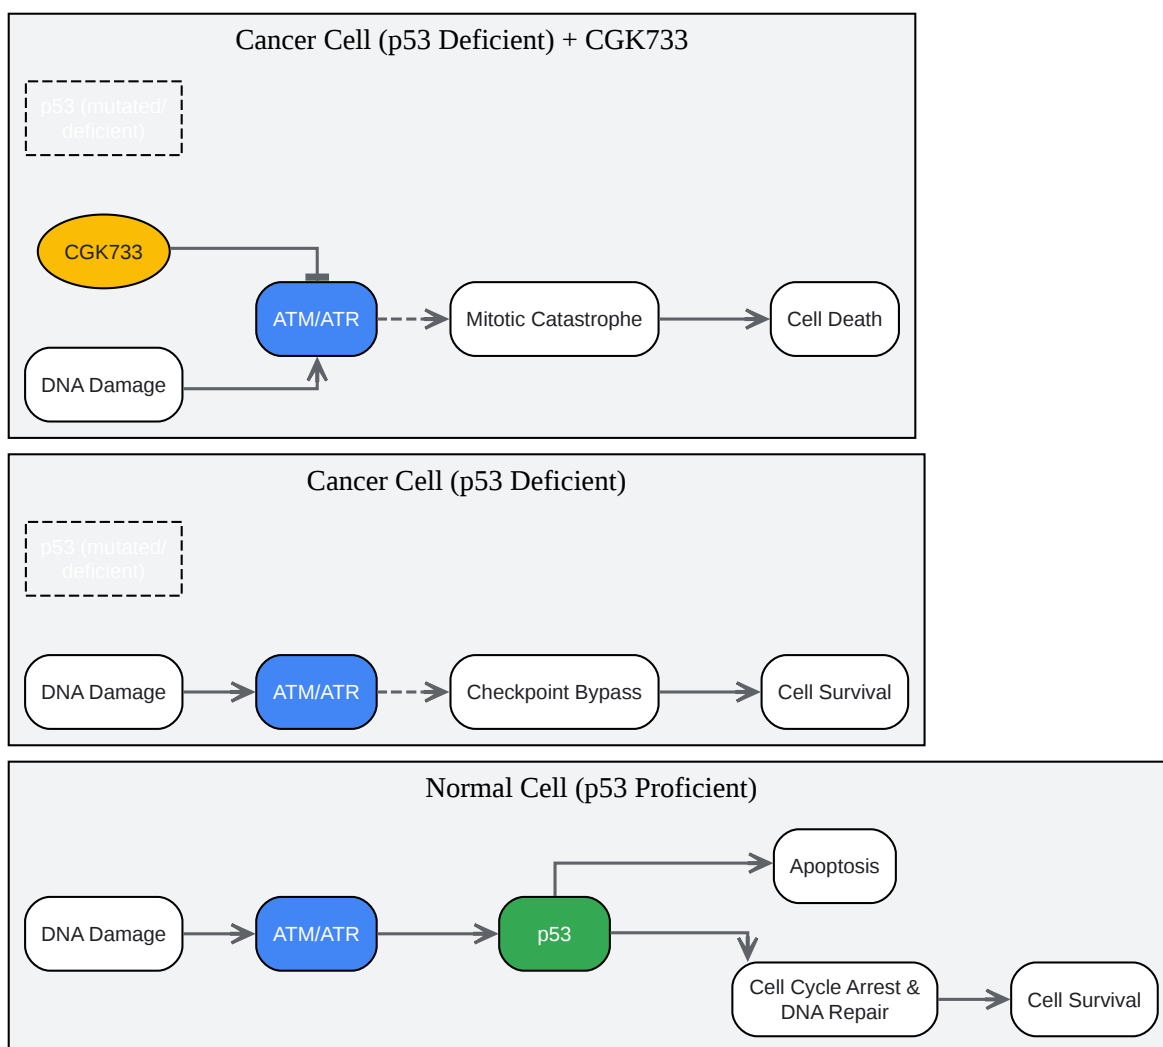 Cancer Cell (p53 Deficient) + CGK733
p53 (mutated/
deficient)
CGK733
ATM/ATR
Mitotic Catastrophe
Cell Death
DNA Damage
Cancer Cell (p53 Deficient)
p53 (mutated/
deficient)
DNA Damage
ATM/ATR
Checkpoint Bypass
Cell Survival
Normal Cell (p53 Proficient)
Apoptosis
DNA Damage
ATM/ATR
p53
Cell Cycle Arrest &
DNA Repair
Cell Survival